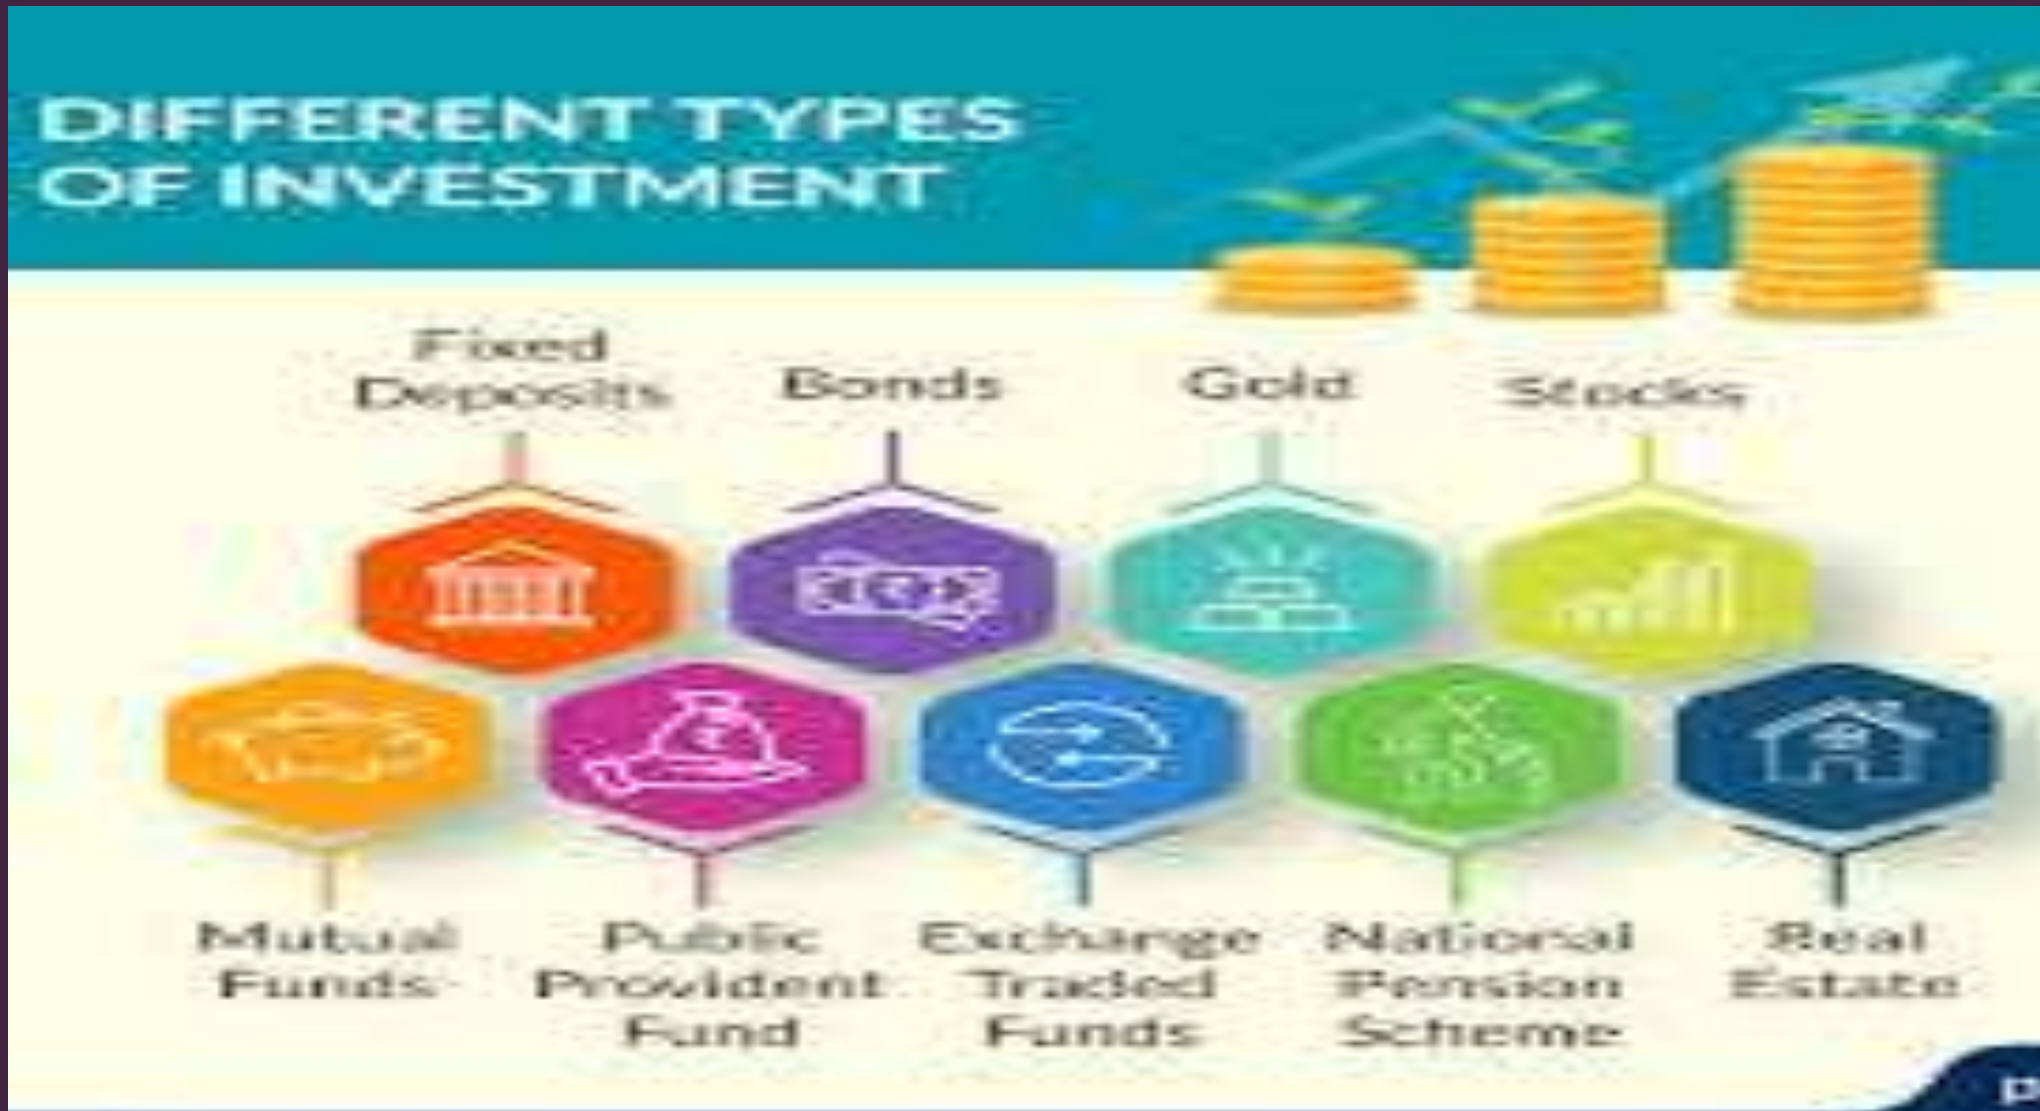 DIFFERENT TYPES
OF INVESTMENT
Fixed
Deposits
Bonds
Gold
Stocks
Mutual
Funds
Public
Provident
Fund
Exchange
Traded
Funds
National
Pension
Scheme
Real
Estate